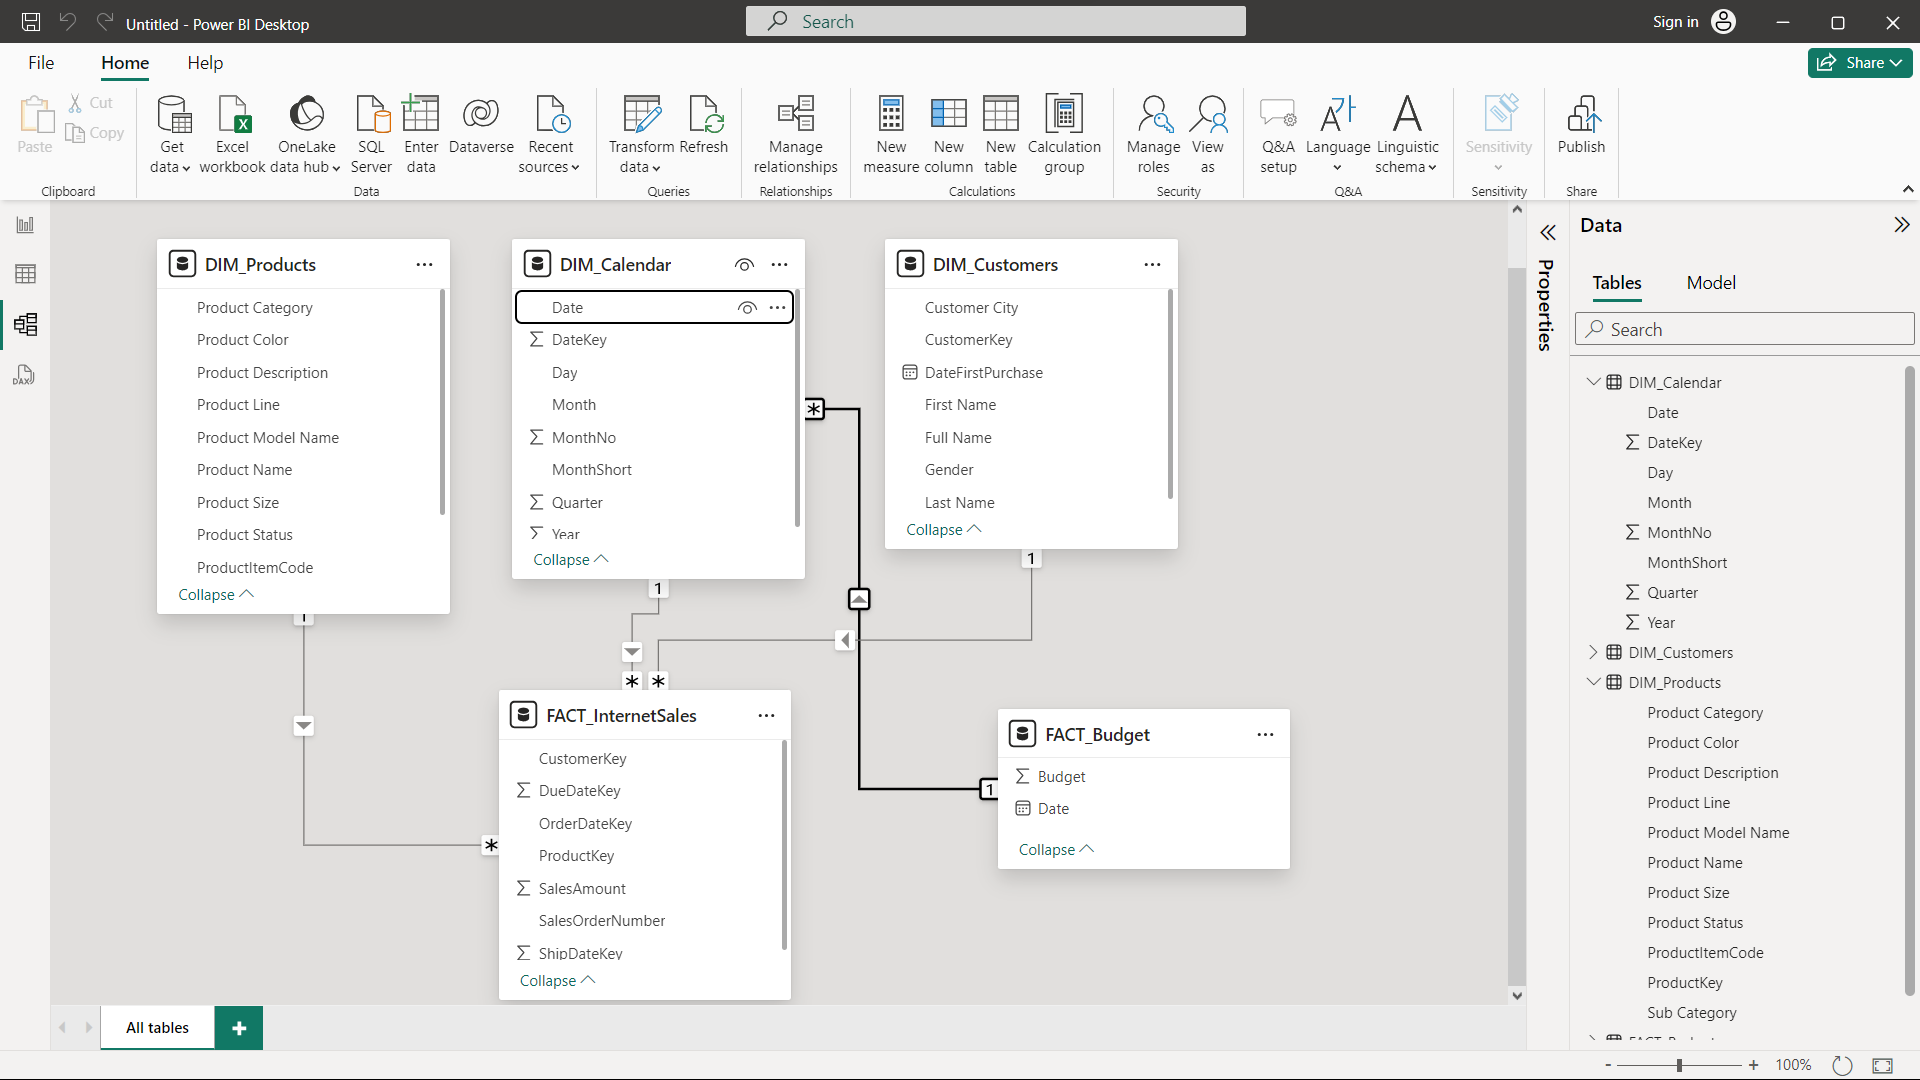 Untitled - Power BI Desktop
Search
Sign in
File
Home
Help
Share
Paste
Cut
Copy
Clipboard
Get data
Excel workbook
OneLake data hub
SQL Server
Enter data
Dataverse
Recent sources
Data
Transform data
Refresh
Queries
Manage relationships
Relationships
New measure
New column
New table
Calculation group
Calculations
Manage roles
View as
Security
Q&A setup
Language
Linguistic schema
Q&A
Sensitivity
Sensitivity
Publish
Share
DAX
DIM_Products
Product Category
Product Color
Product Description
Product Line
Product Model Name
Product Name
Product Size
Product Status
ProductItemCode
Collapse
1
*
DIM_Calendar
Date
DateKey
Day
Month
MonthNo
MonthShort
Quarter
Year
Collapse
1
*
*
DIM_Customers
Customer City
CustomerKey
DateFirstPurchase
First Name
Full Name
Gender
Last Name
Collapse
1
*
FACT_InternetSales
CustomerKey
DueDateKey
OrderDateKey
ProductKey
SalesAmount
SalesOrderNumber
ShipDateKey
Collapse
FACT_Budget
Budget
Date
Collapse
1
Properties
Data
Tables
Model
Search
DIM_Calendar
Date
DateKey
Day
Month
MonthNo
MonthShort
Quarter
Year
DIM_Customers
DIM_Products
Product Category
Product Color
Product Description
Product Line
Product Model Name
Product Name
Product Size
Product Status
ProductItemCode
ProductKey
Sub Category
All tables
+
- + 100%